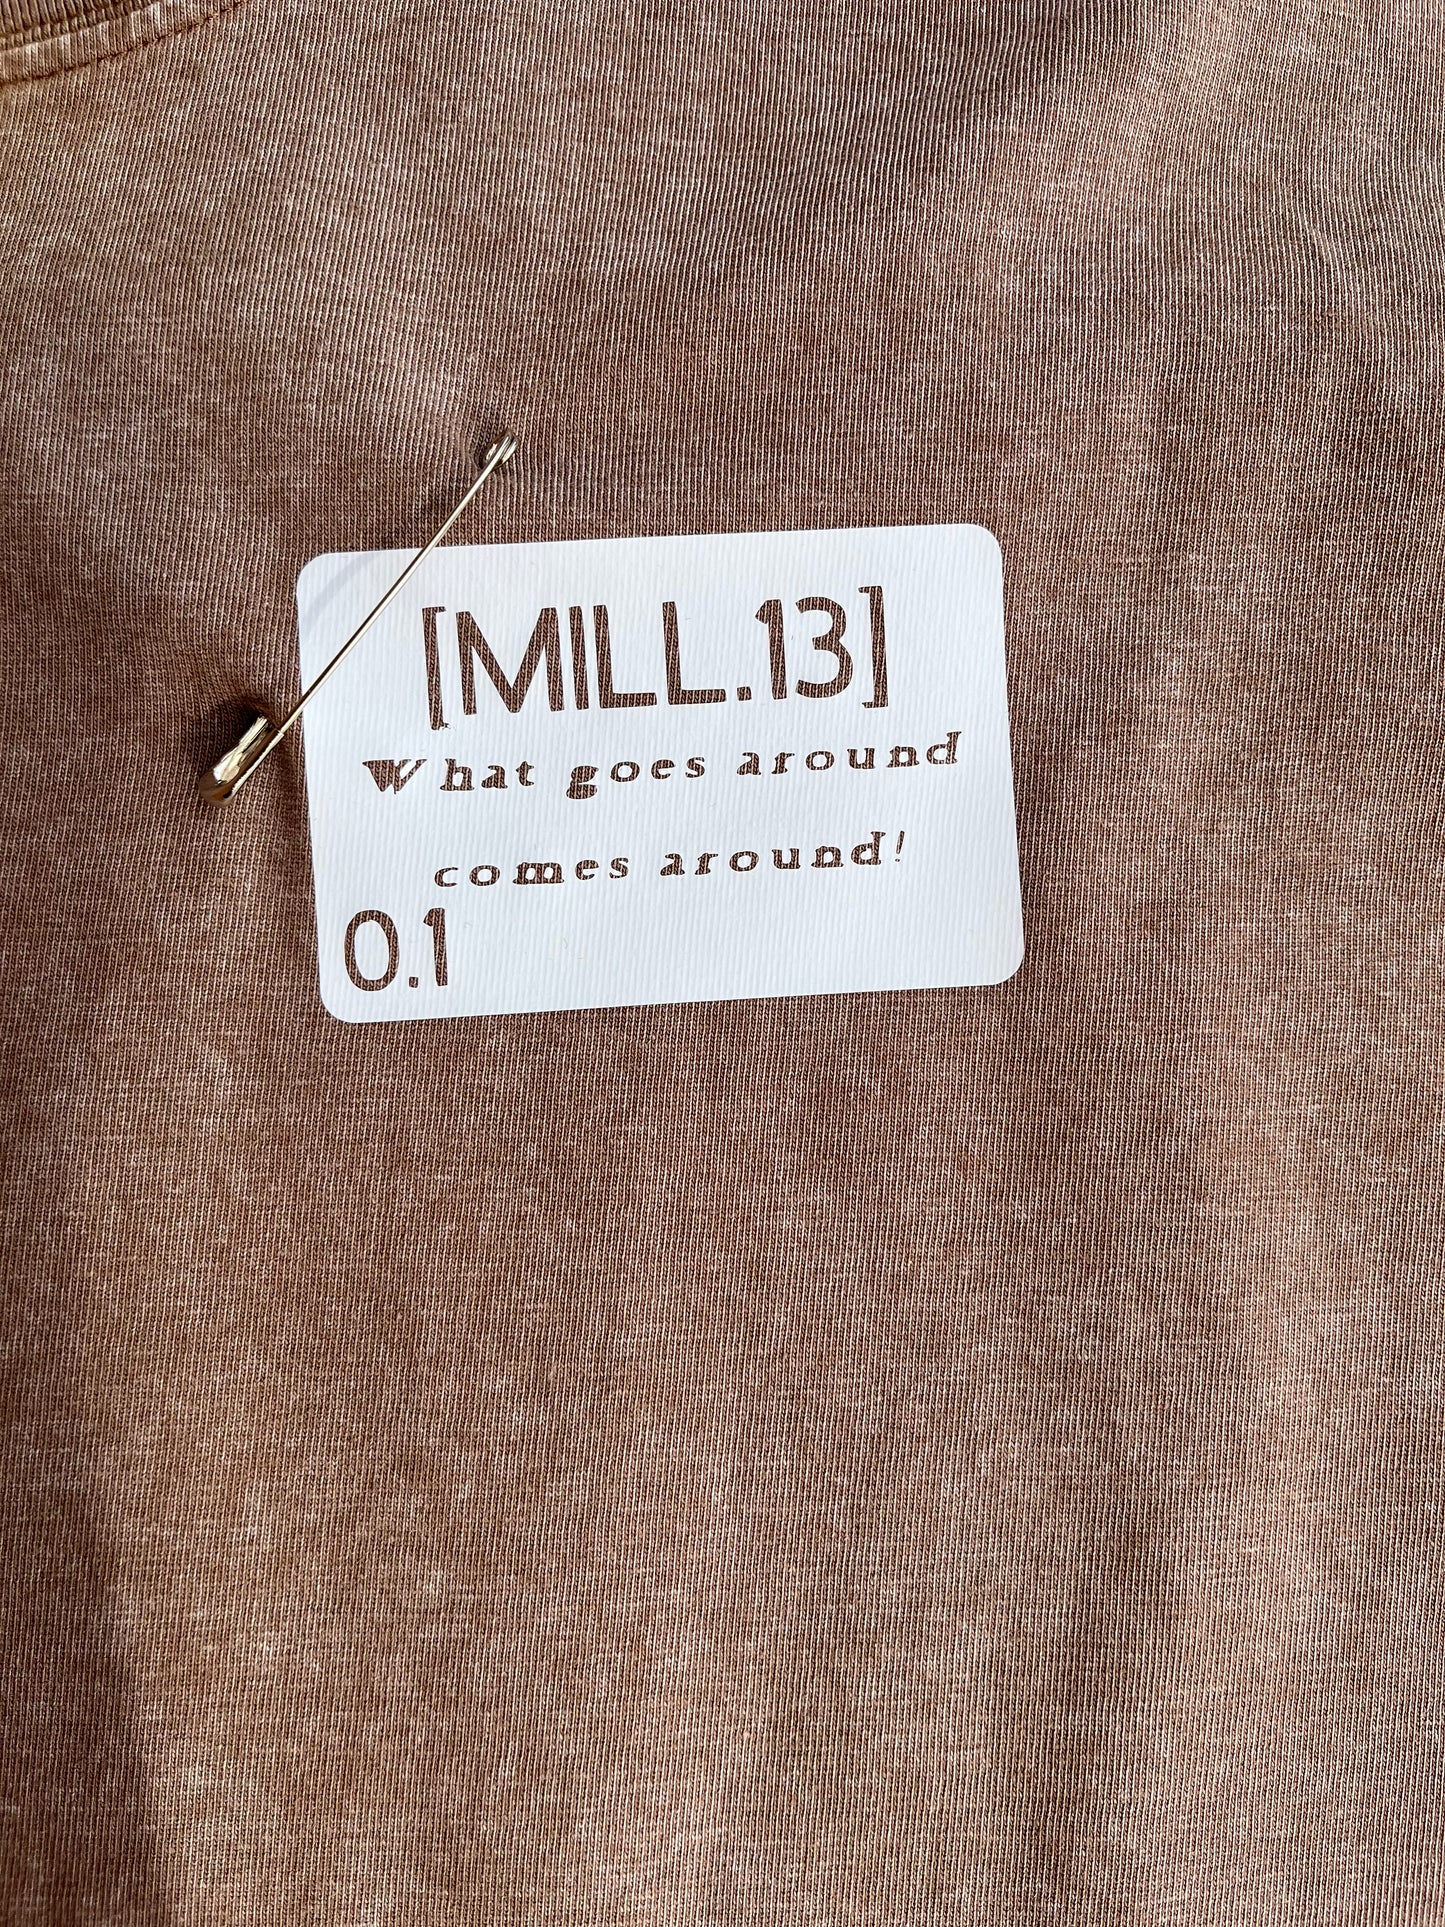 [MILL.13]
What goes around
comes around!
0.1